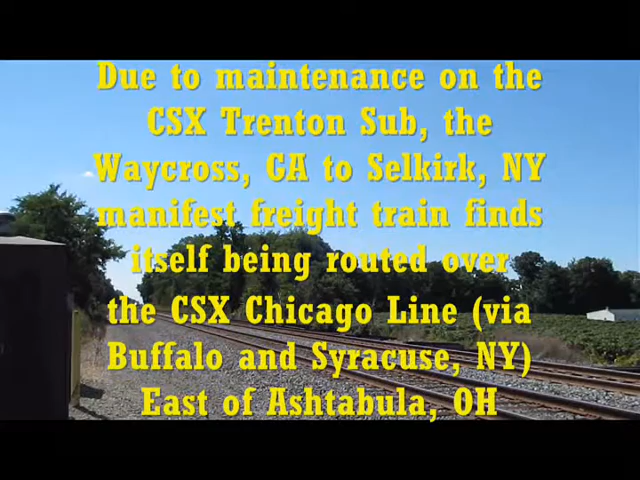 Due to maintenance on the
CSX Trenton Sub, the
Waycross, GA to Selkirk, NY
manifest freight train finds
itself being routed over
the CSX Chicago Line (via
Buffalo and Syracuse, NY)
East of Ashtabula, OH